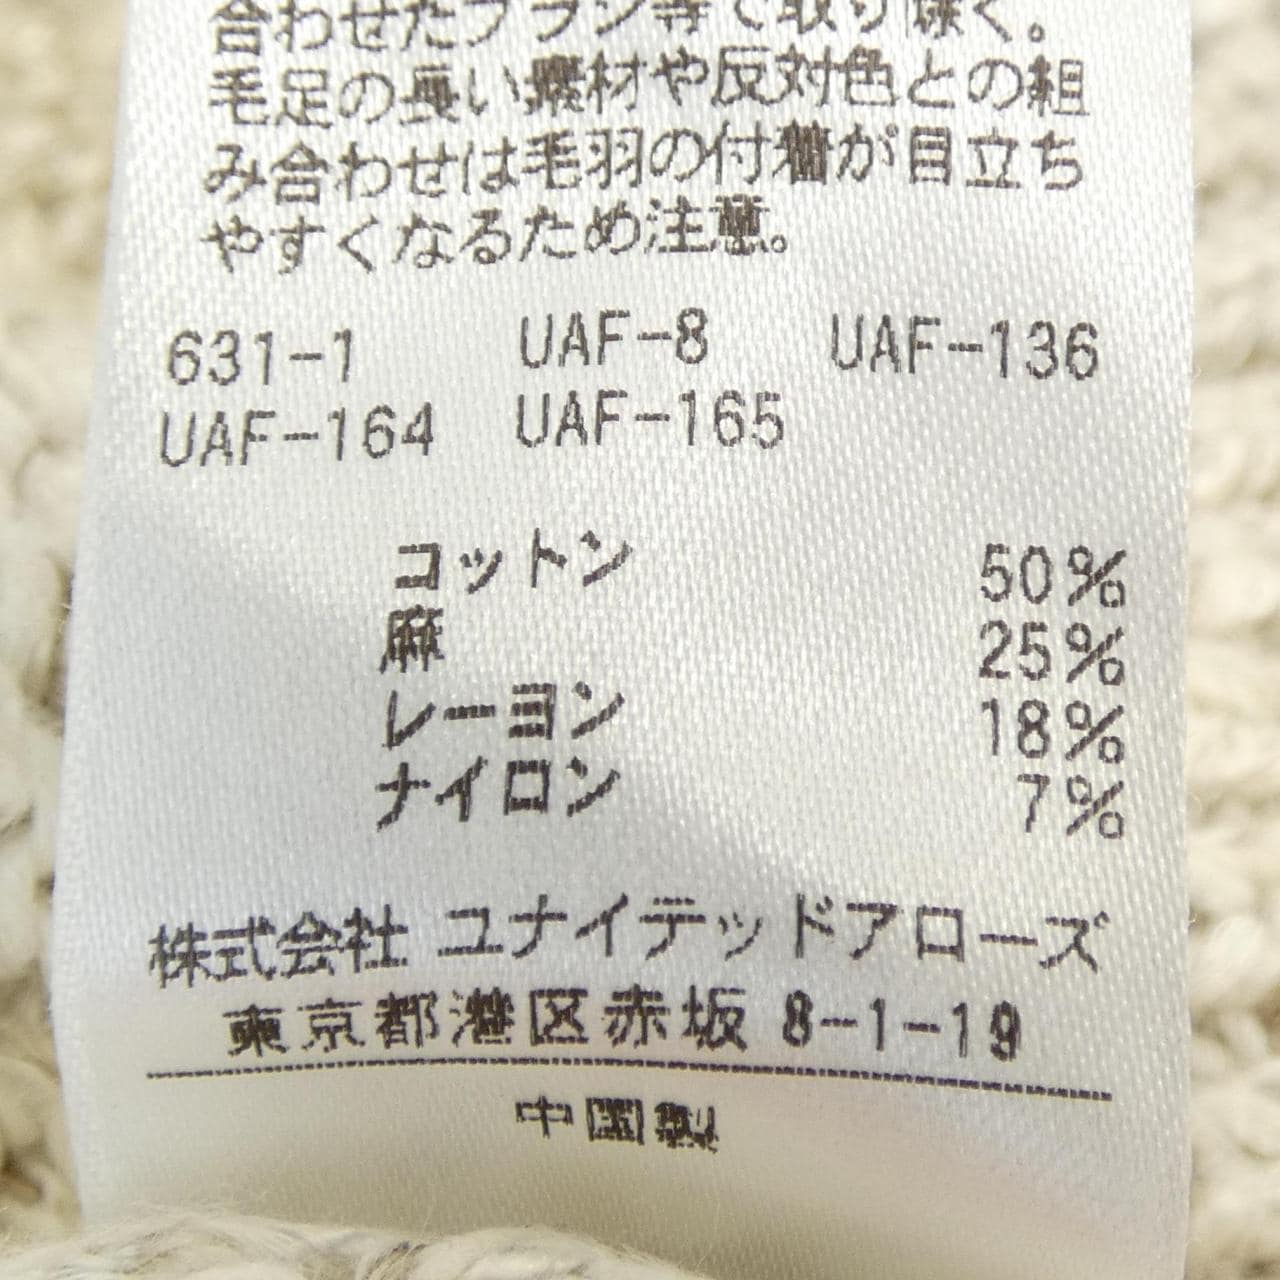 合わせたブラシ等で取り除く。
毛足の長い素材や反対色との組
み合わせは毛羽の付着が目立ち
やすくなるため注意。
631-1 UAF-8 UAF-136
UAF-164 UAF-165
コットン 50%
麻 25%
レーヨン 18%
ナイロン 7%
株式会社 ユナイテッドアローズ
東京都港区赤坂 8-1-19
中国製